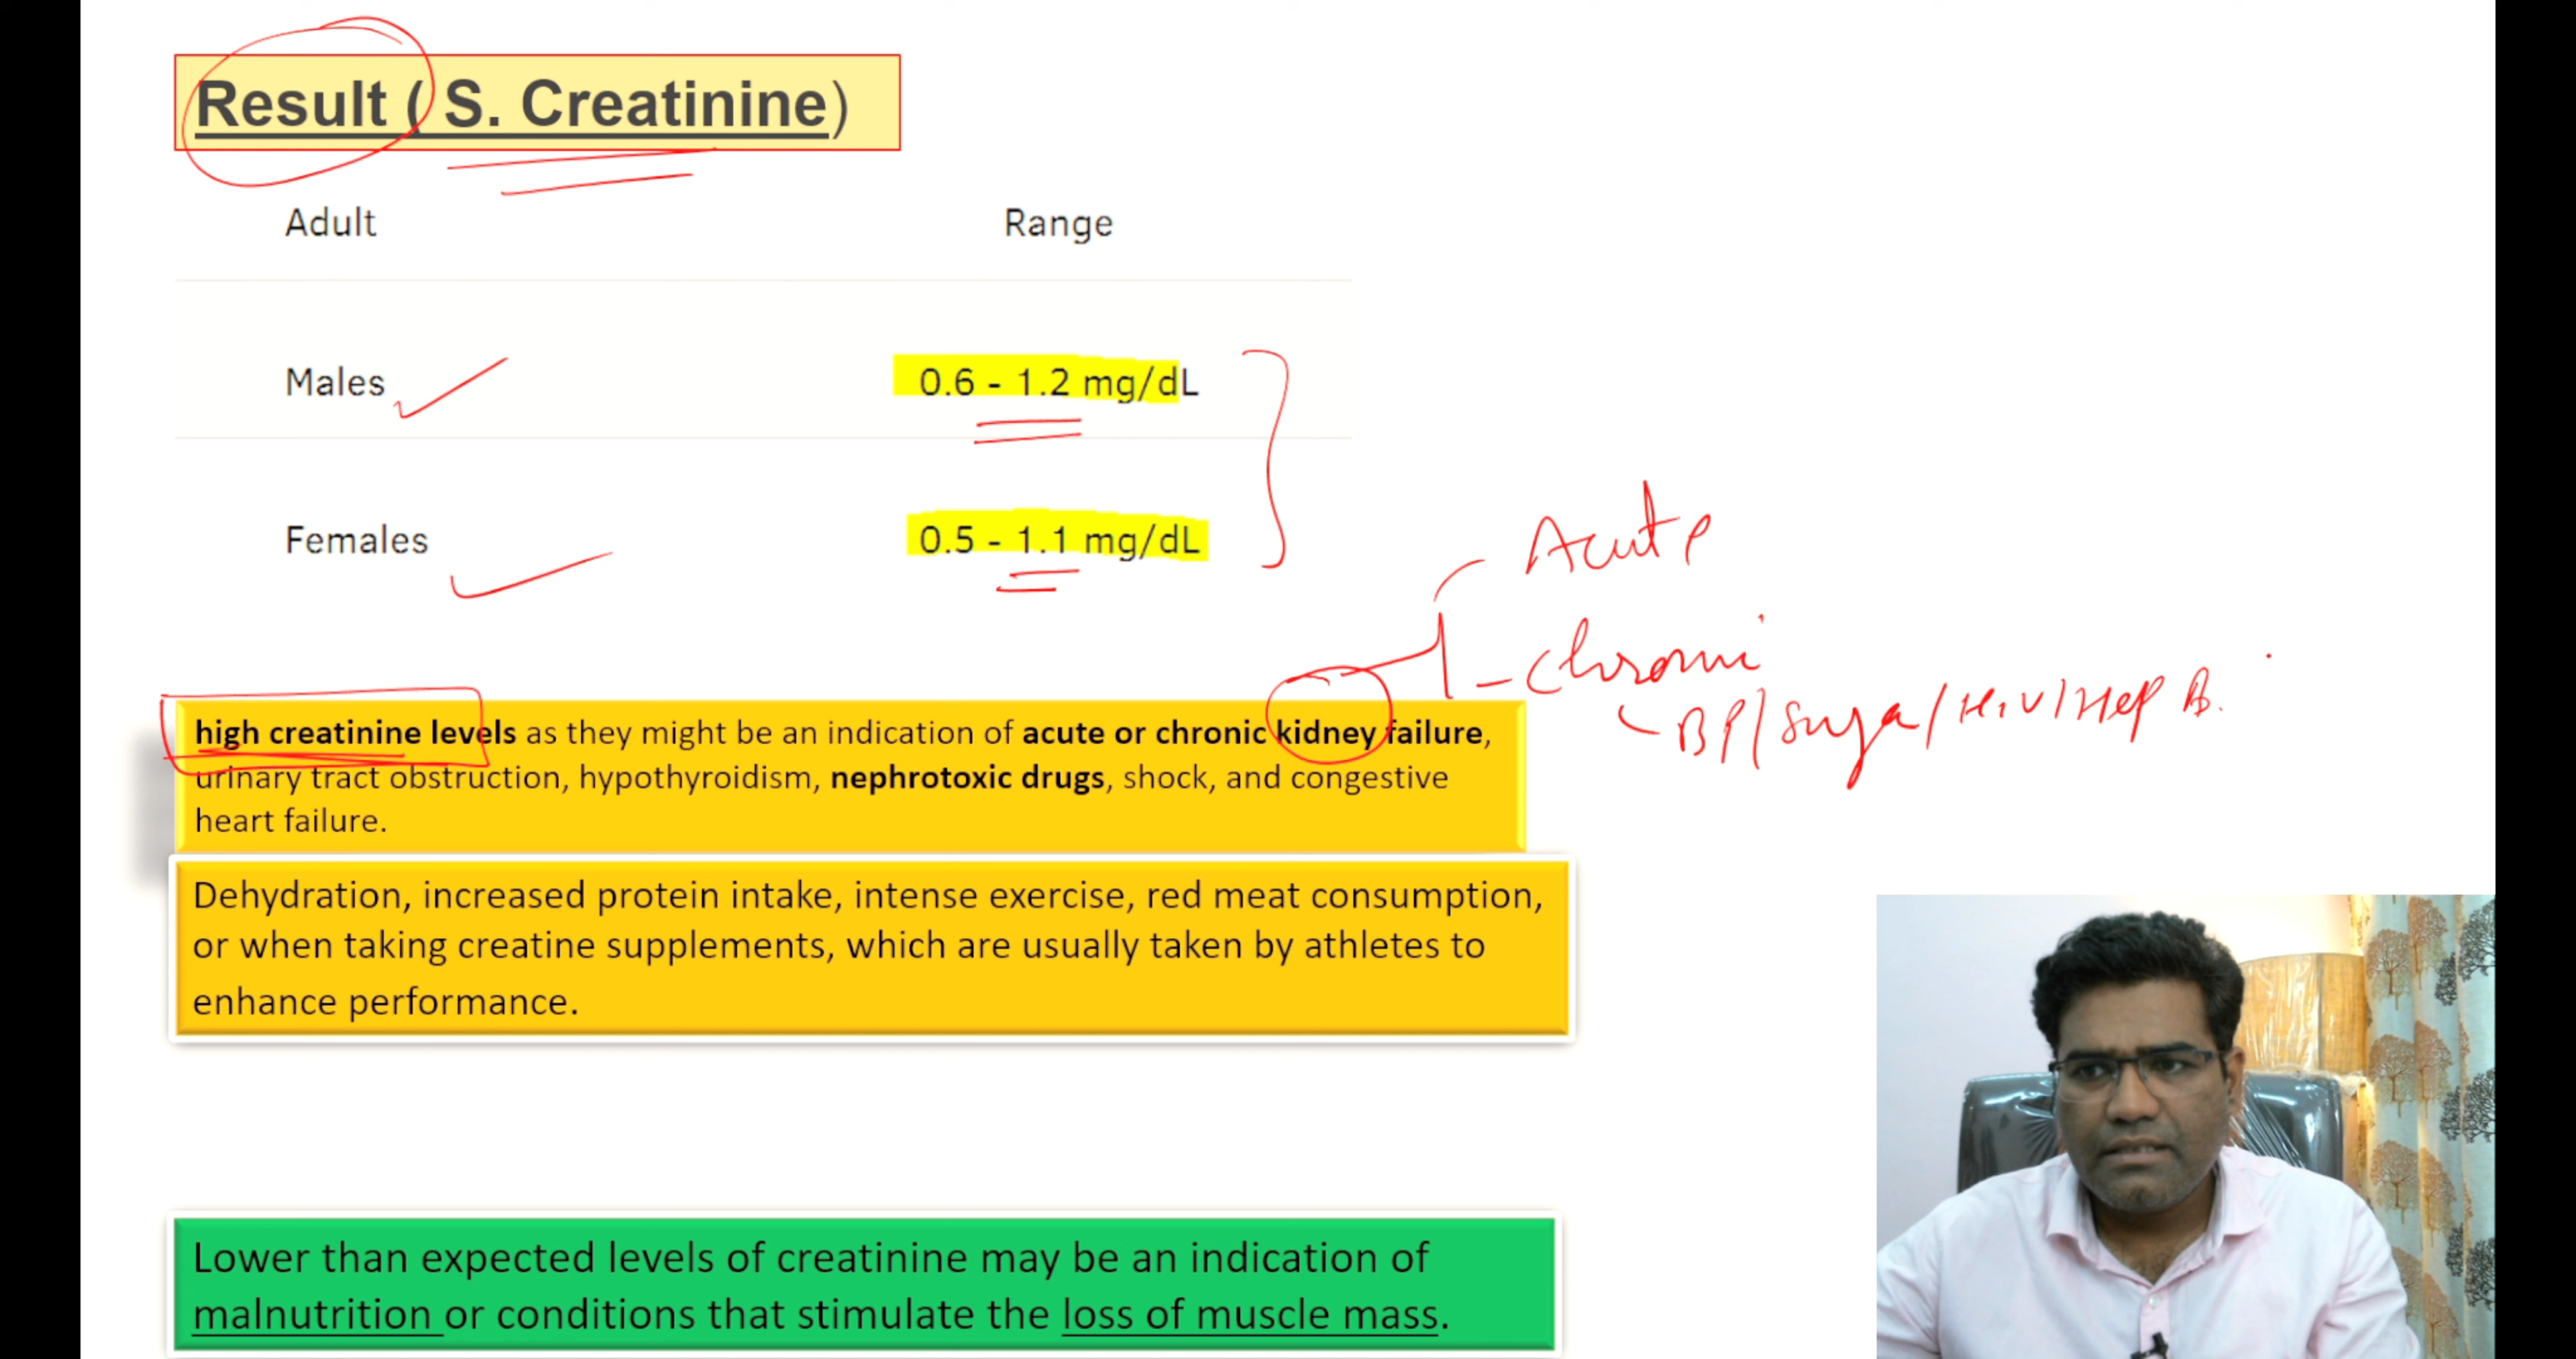 Result ( S. Creatinine)
Adult Range
Males 0.6 - 1.2 mg/dL
Females 0.5 - 1.1 mg/dL
Acute
Chronic
BP/Sugar/HIV/Hep B.
high creatinine levels as they might be an indication of acute or chronic kidney failure,
urinary tract obstruction, hypothyroidism, nephrotoxic drugs, shock, and congestive
heart failure.
Dehydration, increased protein intake, intense exercise, red meat consumption,
or when taking creatine supplements, which are usually taken by athletes to
enhance performance.
Lower than expected levels of creatinine may be an indication of
malnutrition or conditions that stimulate the loss of muscle mass.